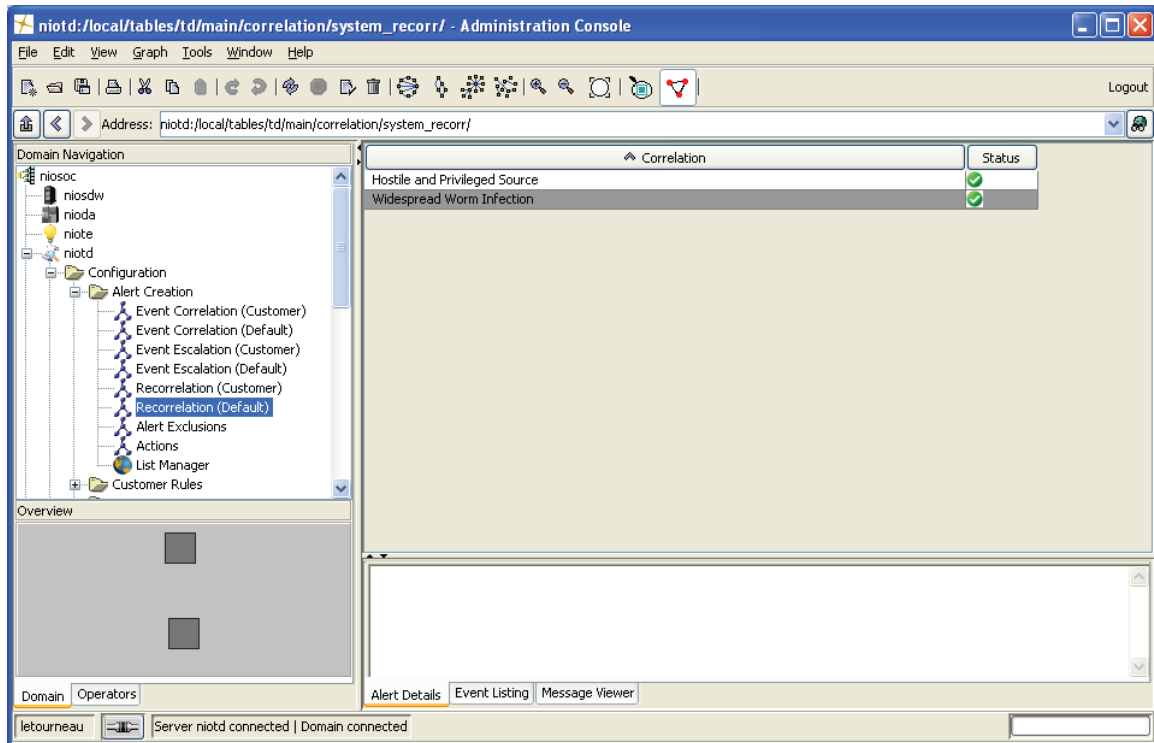 niotd:/local/tables/td/main/correlation/system_recorr/ - Administration Console
File Edit View Graph Tools Window Help
Logout
Address: niotd:/local/tables/td/main/correlation/system_recorr/
Domain Navigation
niosoc
niosdw
nioda
niote
niotd
Configuration
Alert Creation
Event Correlation (Customer)
Event Correlation (Default)
Event Escalation (Customer)
Event Escalation (Default)
Recorrelation (Customer)
Recorrelation (Default)
Alert Exclusions
Actions
List Manager
Customer Rules
Overview
Domain Operators
Correlation Status
Hostile and Privileged Source
Widespread Worm Infection
Alert Details Event Listing Message Viewer
letourneau Server niotd connected | Domain connected